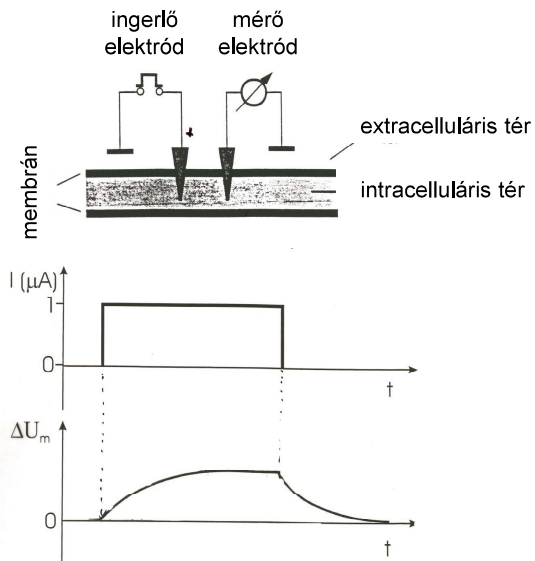 ingerlő
elektród
mérő
elektród
extracelluláris tér
intracelluláris tér
membrán
I (μA)
1
0
t
ΔUm
0
t